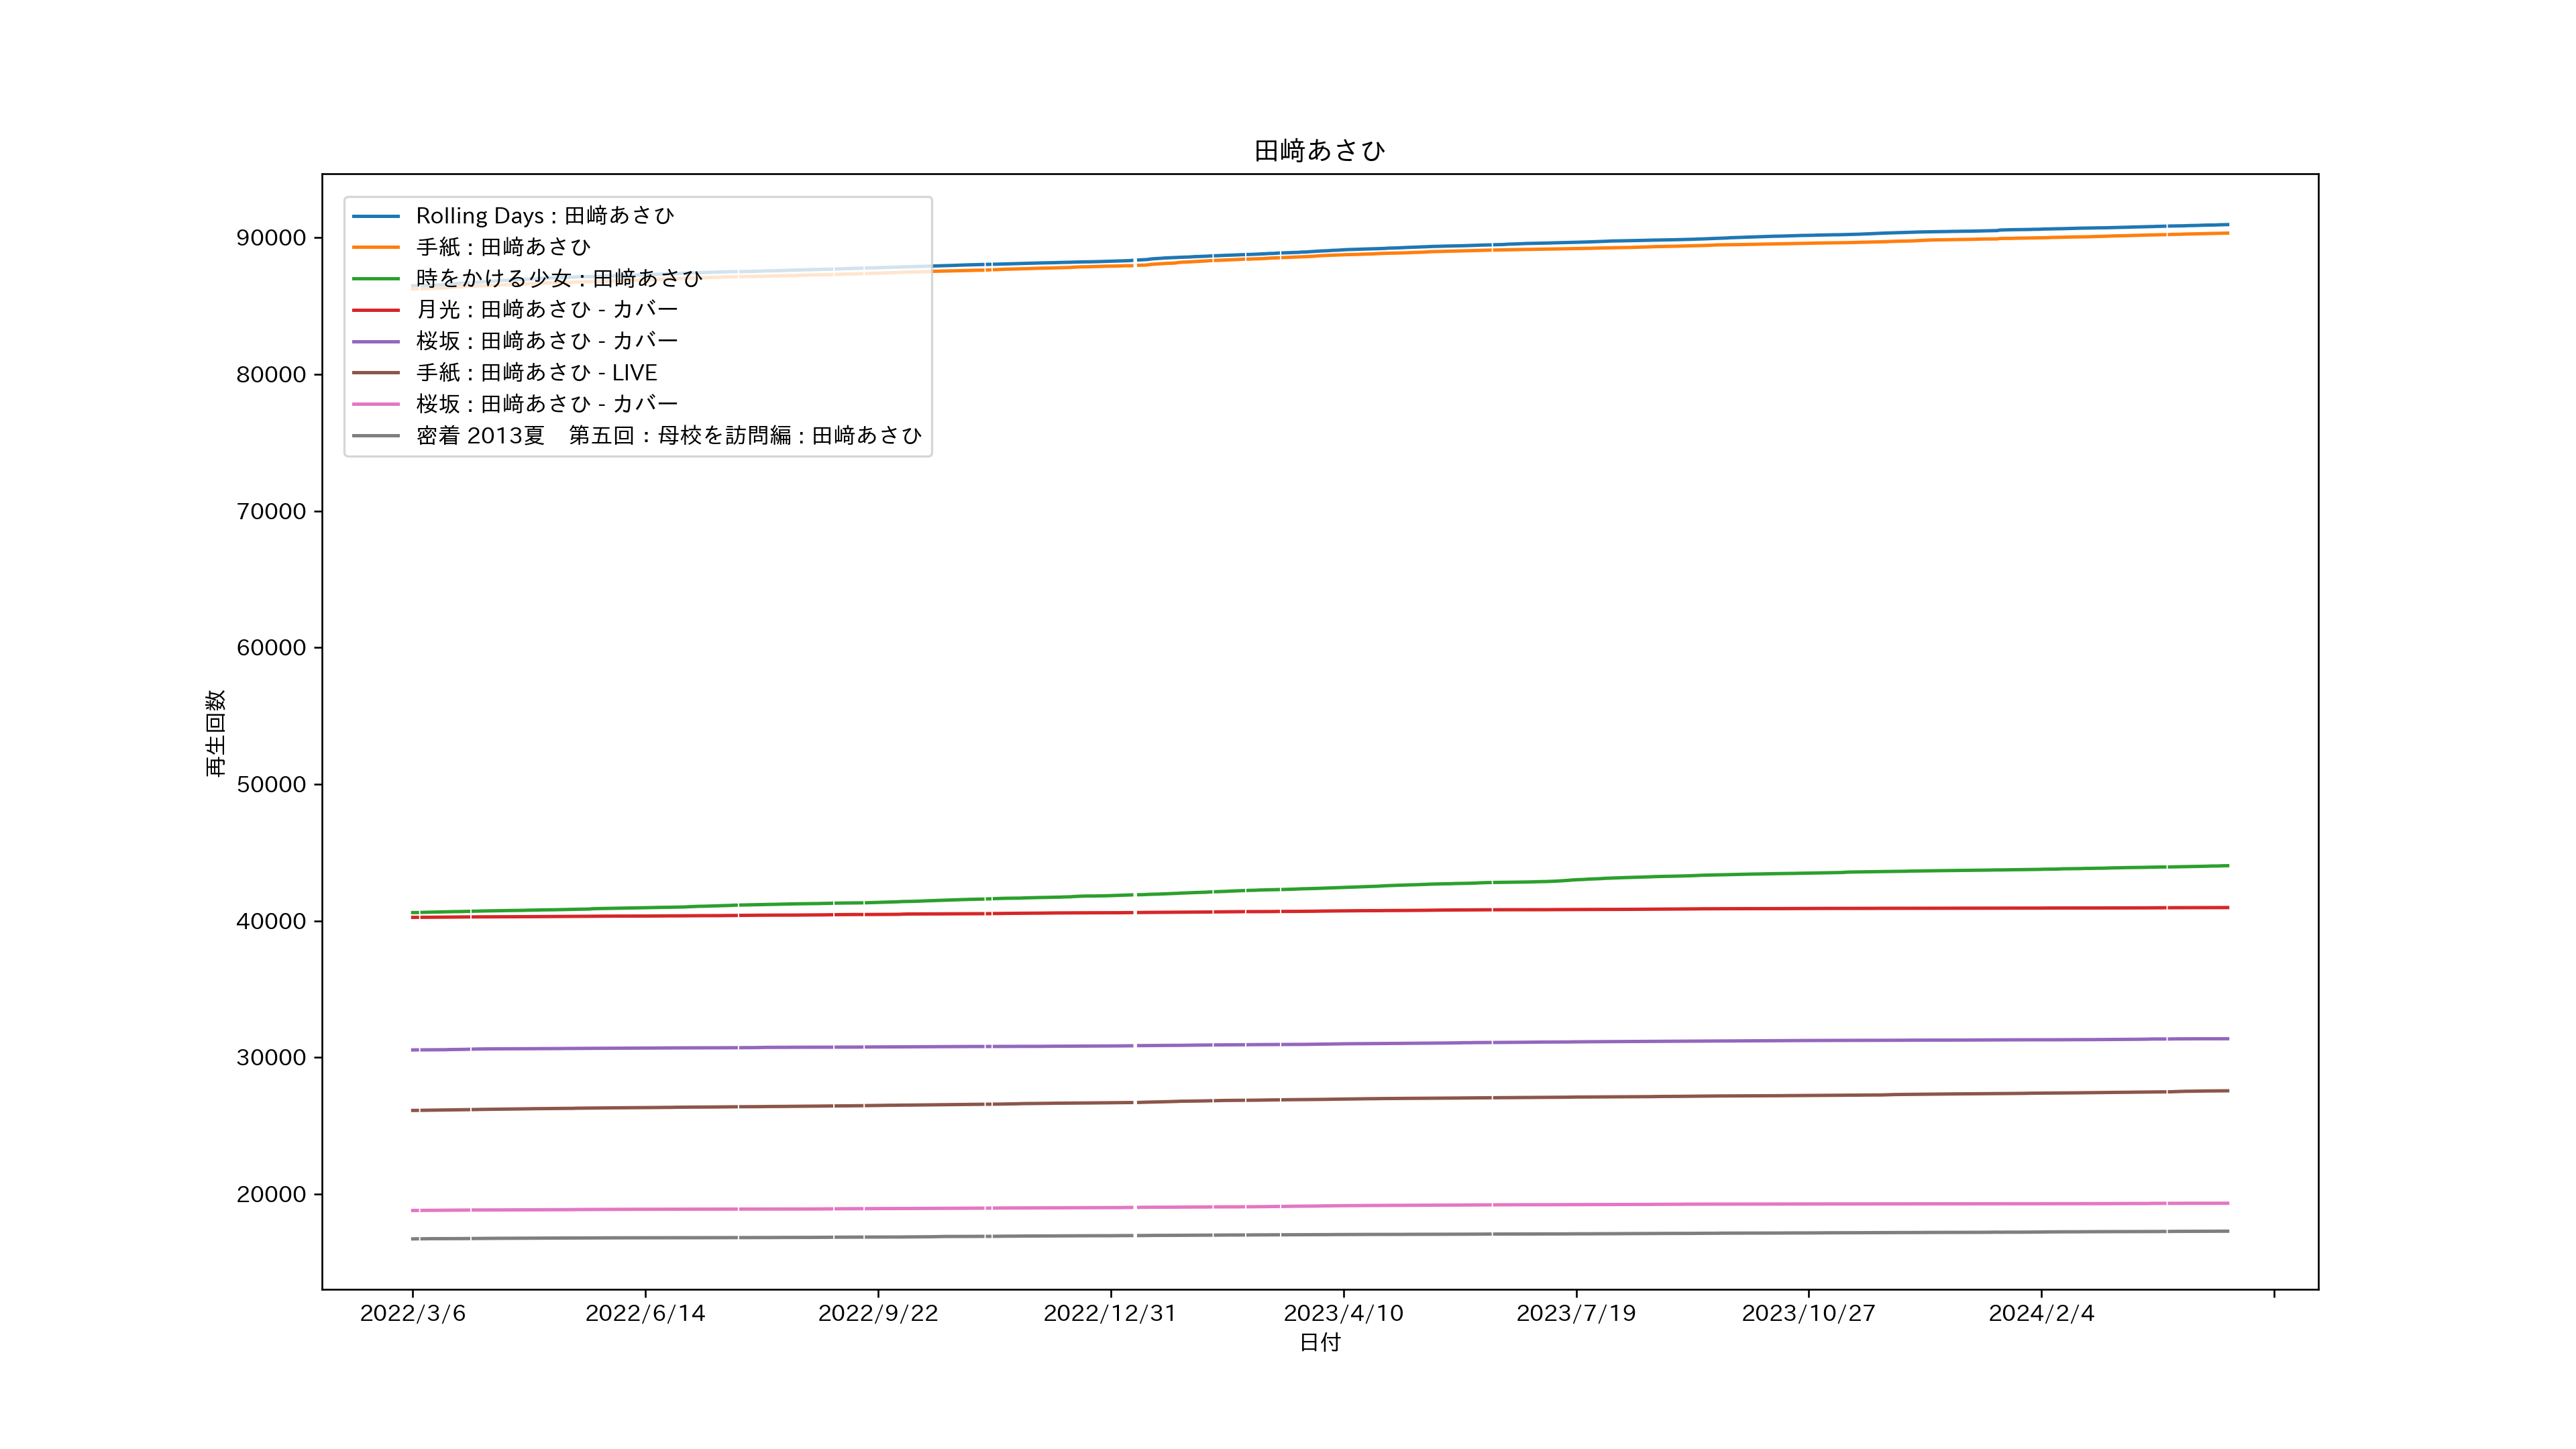 田﨑あさひ
Rolling Days : 田﨑あさひ
手紙 : 田﨑あさひ
時をかける少女 : 田﨑あさひ
月光 : 田﨑あさひ - カバー
桜坂 : 田﨑あさひ - カバー
手紙 : 田﨑あさひ - LIVE
桜坂 : 田﨑あさひ - カバー
密着 2013夏　第五回：母校を訪問編 : 田﨑あさひ
90000
80000
70000
60000
50000
40000
30000
20000
再生回数
2022/3/6 2022/6/14 2022/9/22 2022/12/31 2023/4/10 2023/7/19 2023/10/27 2024/2/4
日付